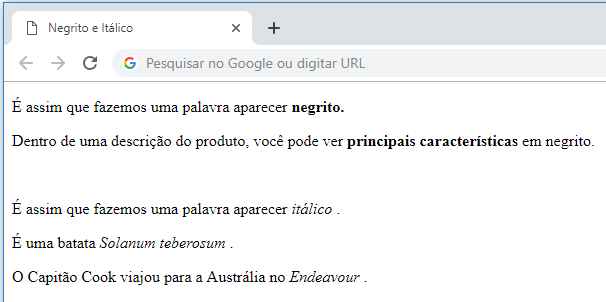 Negrito e Itálico
Pesquisar no Google ou digitar URL
É assim que fazemos uma palavra aparecer negrito.
Dentro de uma descrição do produto, você pode ver principais características em negrito.
É assim que fazemos uma palavra aparecer itálico .
É uma batata Solanum teberosum .
O Capitão Cook viajou para a Austrália no Endeavour .